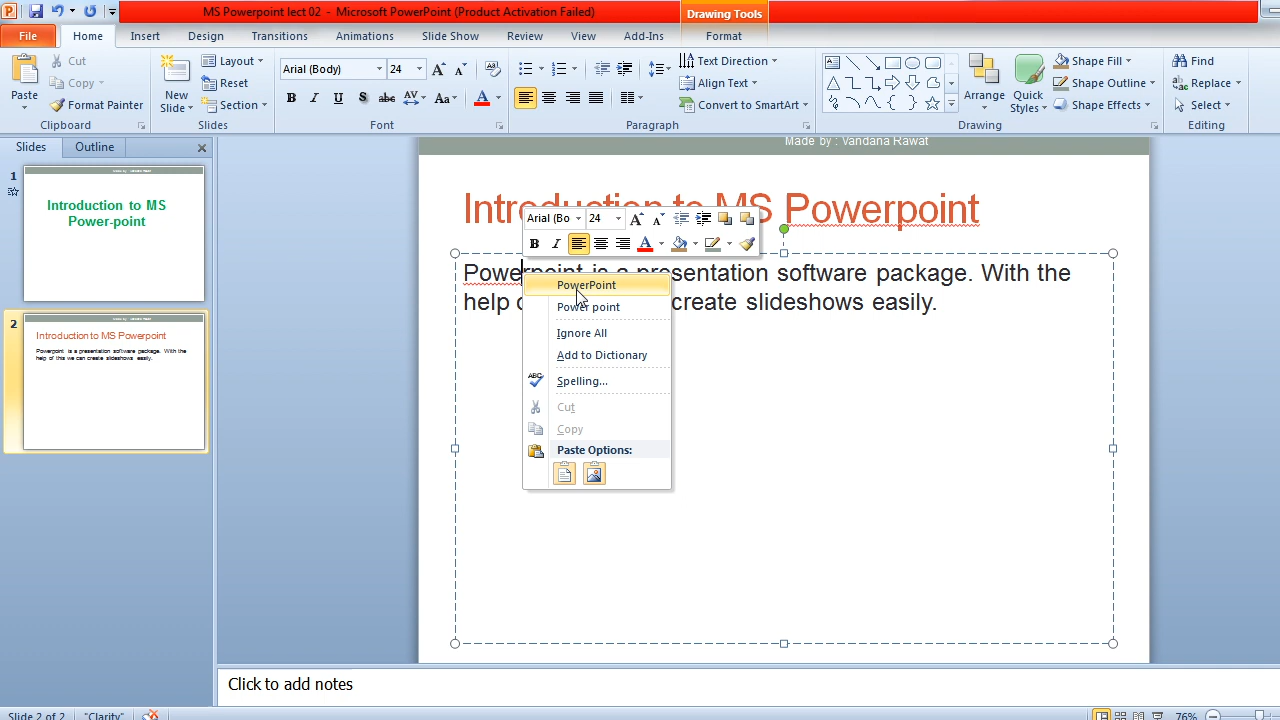 MS Powerpoint lect 02 - Microsoft PowerPoint (Product Activation Failed)
Drawing Tools
File Home Insert Design Transitions Animations Slide Show Review View Add-Ins Format
Paste
Cut
Copy
Format Painter
Clipboard
New
Slide
Layout
Reset
Section
Slides
Arial (Body) 24
B I U S abc AV Aa A
Font
Text Direction
Align Text
Convert to SmartArt
Paragraph
Arrange
Quick
Styles
Shape Fill
Shape Outline
Shape Effects
Drawing
Find
Replace
Select
Editing
Slides Outline
1
Introduction to MS
Power-point
2
Introduction to MS Powerpoint
Powerpoint is a presentation software package. With the
help of this we can create slideshows easily.
Made by : Vandana Rawat
Introduction to MS Powerpoint
Arial (Bo 24
B I A
Powerpoint is a presentation software package. With the
help create slideshows easily.
PowerPoint
Power point
Ignore All
Add to Dictionary
Spelling...
Cut
Copy
Paste Options:
Click to add notes
Slide 2 of 2 "Clarity" 76%